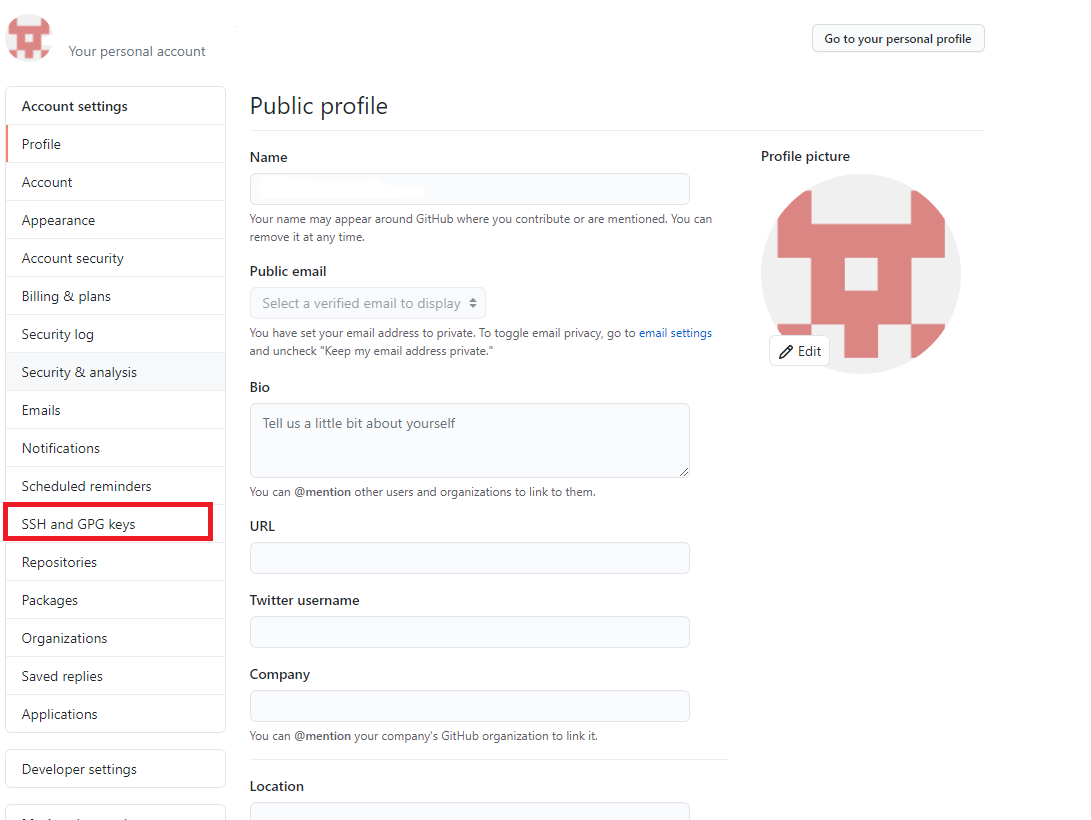 Your personal account
Go to your personal profile
Account settings
Profile
Account
Appearance
Account security
Billing & plans
Security log
Security & analysis
Emails
Notifications
Scheduled reminders
SSH and GPG keys
Repositories
Packages
Organizations
Saved replies
Applications
Developer settings
Public profile
Name
Your name may appear around GitHub where you contribute or are mentioned. You can
remove it at any time.
Public email
Select a verified email to display
You have set your email address to private. To toggle email privacy, go to email settings
and uncheck "Keep my email address private."
Bio
Tell us a little bit about yourself
You can @mention other users and organizations to link to them.
URL
Twitter username
Company
You can @mention your company's GitHub organization to link it.
Location
Profile picture
Edit